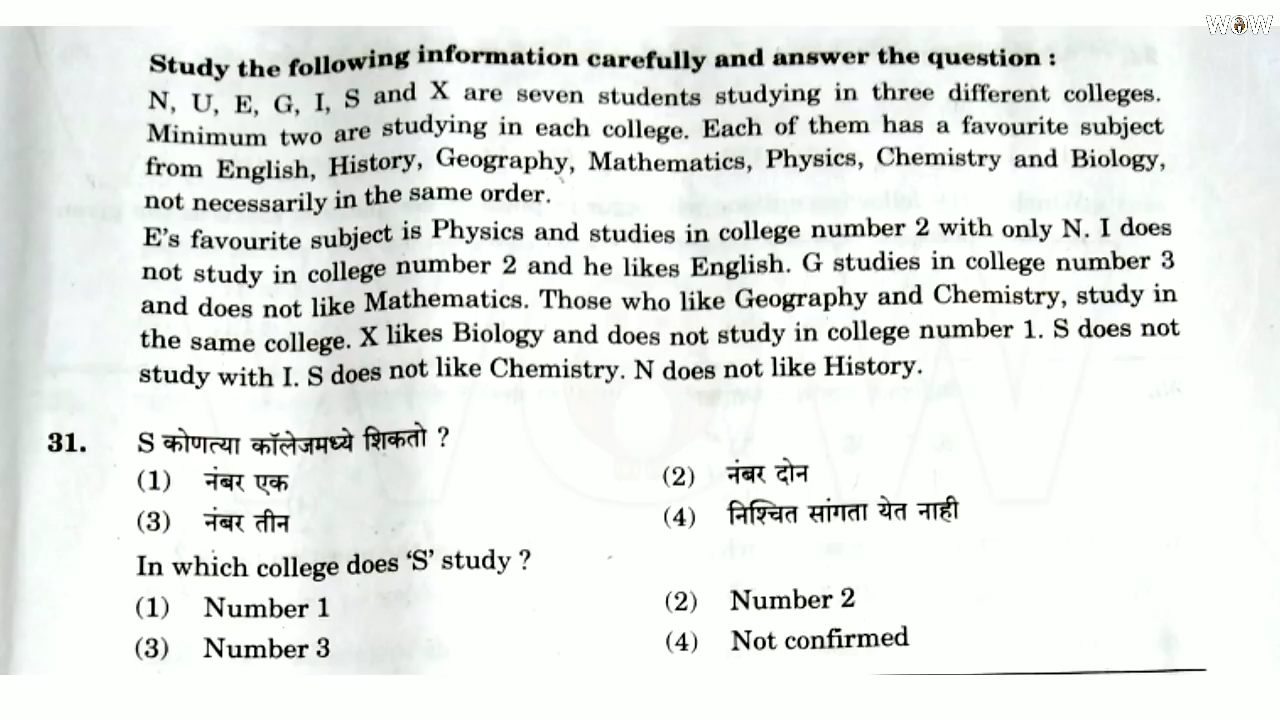 WOW
Study the following information carefully and answer the question :
N, U, E, G, I, S and X are seven students studying in three different colleges.
Minimum two are studying in each college. Each of them has a favourite subject
from English, History, Geography, Mathematics, Physics, Chemistry and Biology,
not necessarily in the same order.
E's favourite subject is Physics and studies in college number 2 with only N. I does
not study in college number 2 and he likes English. G studies in college number 3
and does not like Mathematics. Those who like Geography and Chemistry, study in
the same college. X likes Biology and does not study in college number 1. S does not
study with I. S does not like Chemistry. N does not like History.
31. S कोणत्या कॉलेजमध्ये शिकतो ?
(1) नंबर एक (2) नंबर दोन
(3) नंबर तीन (4) निश्चित सांगता येत नाही
In which college does 'S' study ?
(1) Number 1 (2) Number 2
(3) Number 3 (4) Not confirmed